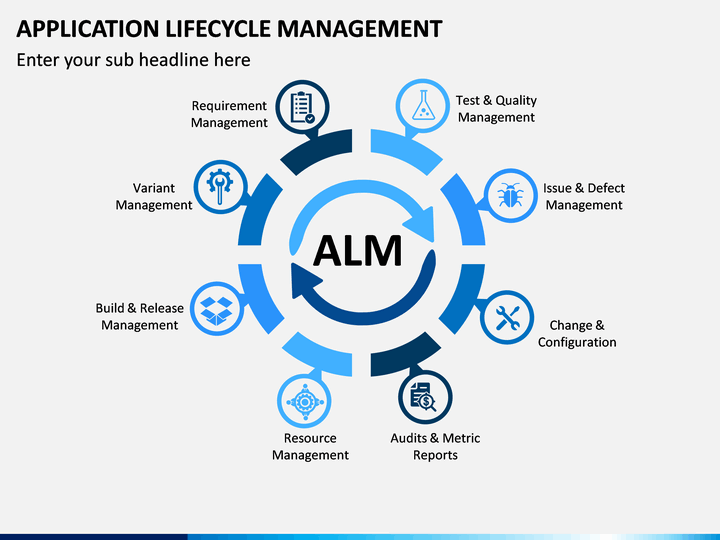 APPLICATION LIFECYCLE MANAGEMENT
Enter your sub headline here
Requirement
Management
Test & Quality
Management
Variant
Management
Issue & Defect
Management
ALM
Build & Release
Management
Change &
Configuration
Resource
Management
Audits & Metric
Reports